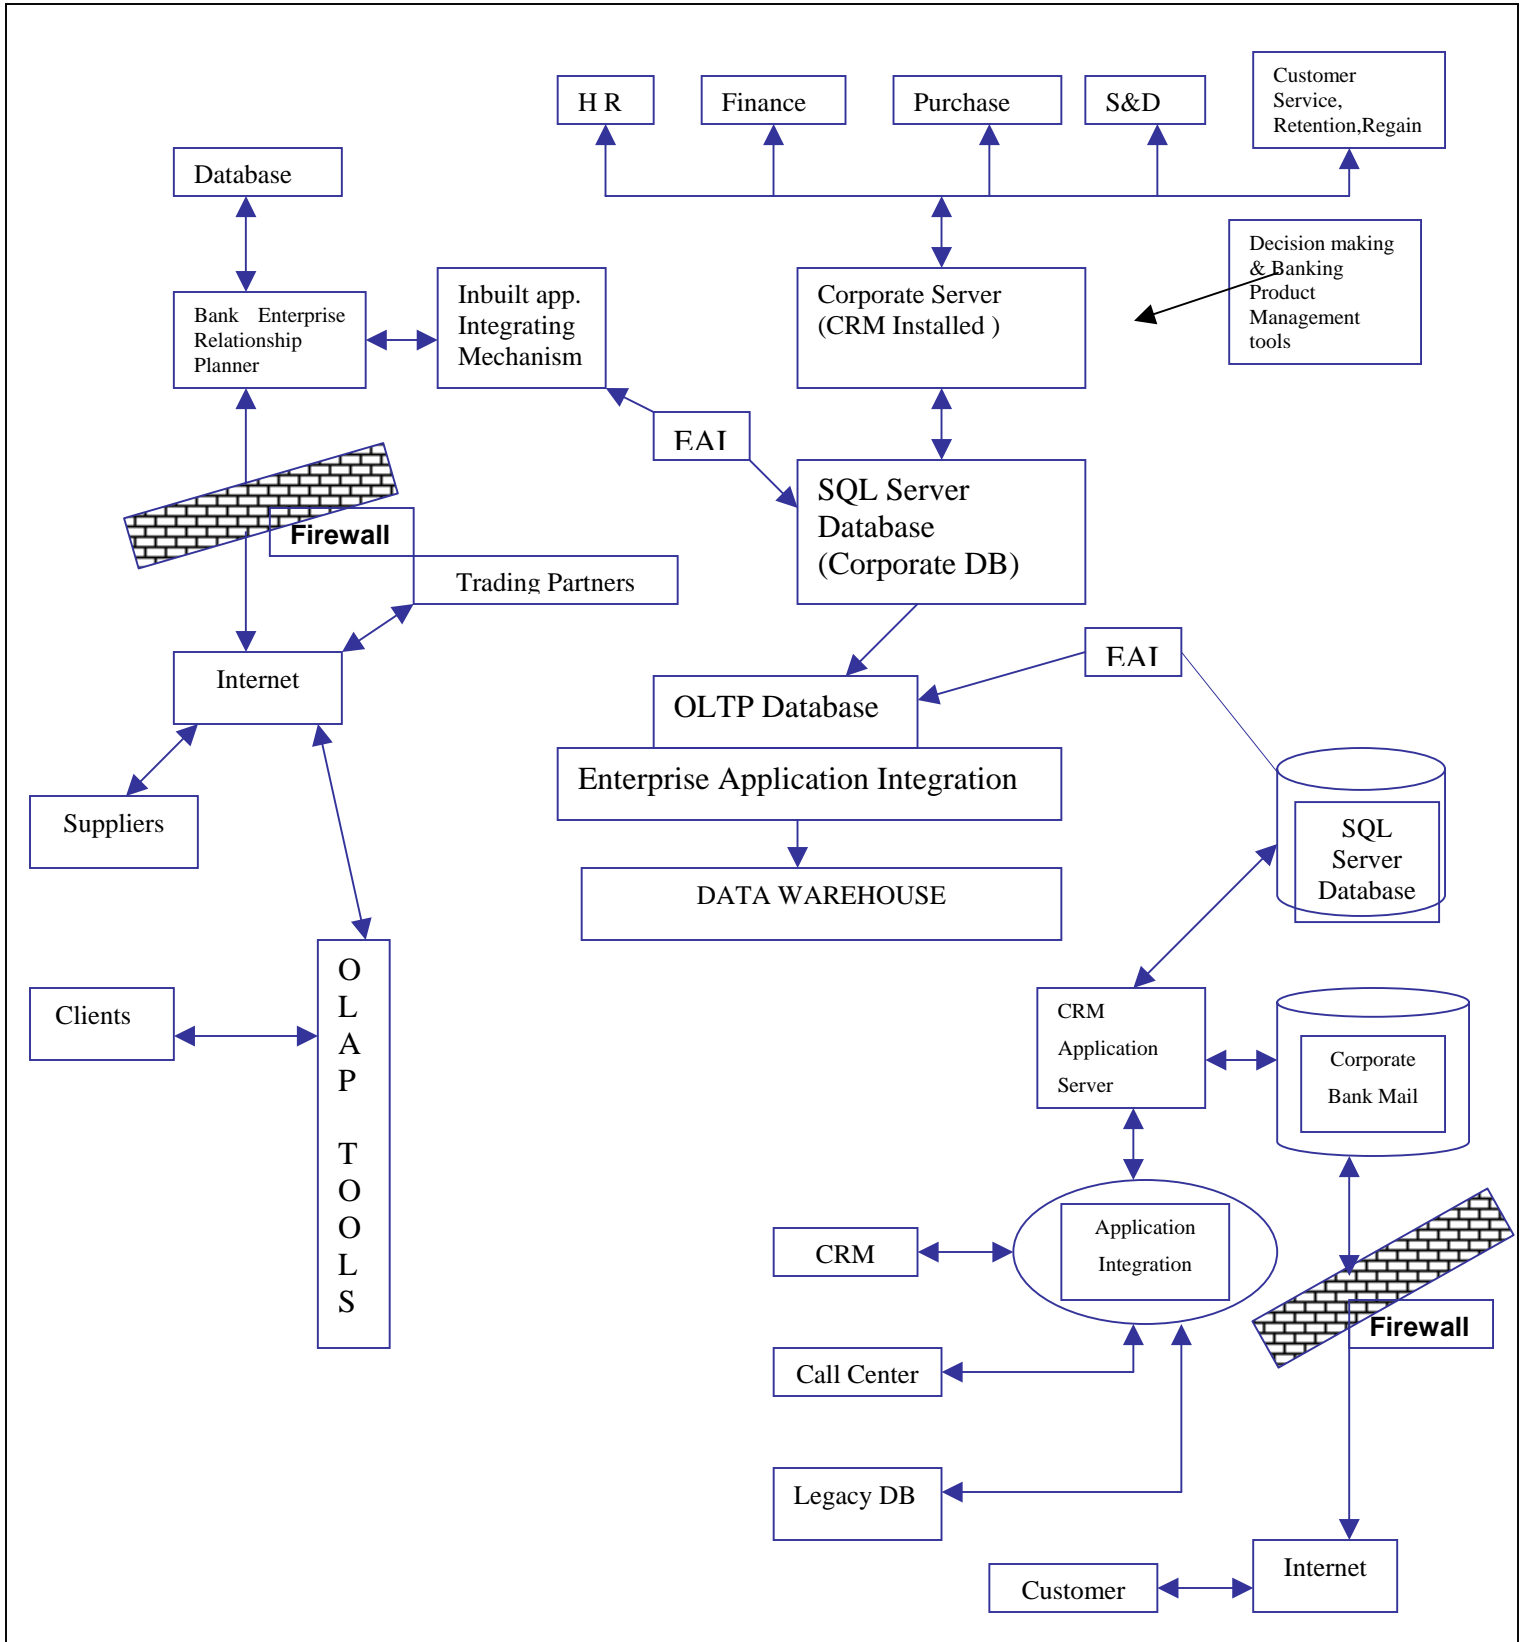 H R
Finance
Purchase
S&D
Customer
Service,
Retention,Regain
Database
Decision making
& Banking
Product
Management
tools
Inbuilt app.
Integrating
Mechanism
Corporate Server
(CRM Installed )
Bank Enterprise
Relationship
Planner
EAI
SQL Server
Database
(Corporate DB)
Firewall
Trading Partners
Internet
EAI
OLTP Database
Enterprise Application Integration
Suppliers
SQL
Server
Database
DATA WAREHOUSE
O
L
A
P
T
O
O
L
S
Clients
CRM
Application
Server
Corporate
Bank Mail
Application
Integration
CRM
Firewall
Call Center
Legacy DB
Internet
Customer